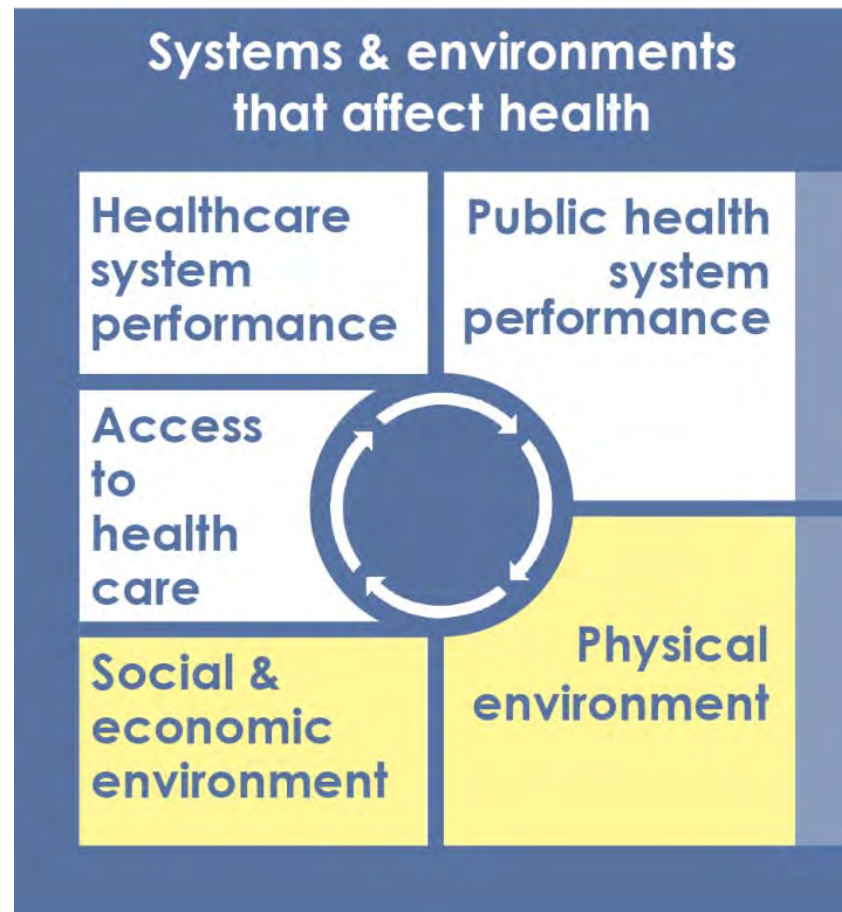 Systems & environments
that affect health
Healthcare
system
performance
Public health
system
performance
Access
to
health
care
Social &
economic
environment
Physical
environment